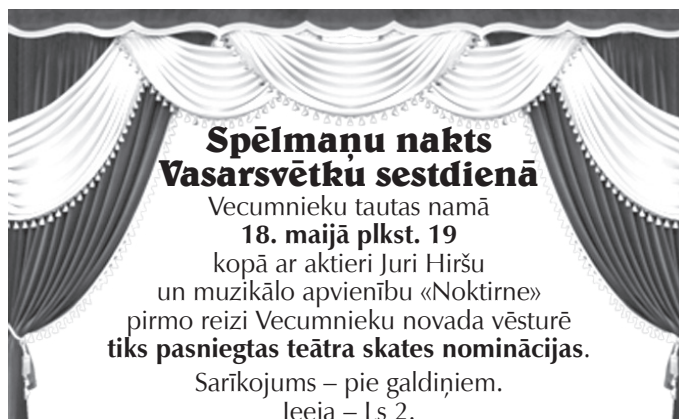 Spēlmaņu nakts
Vasarsvētku sestdienā
Vecumnieku tautas namā
18. maijā plkst. 19
kopā ar aktieri Juri Hiršu
un muzikālo apvienību «Noktirne»
pirmo reizi Vecumnieku novada vēsturē
tiks pasniegtas teātra skates nominācijas.
Sarīkojums – pie galdiņiem.
Ieeja – Ls 2.